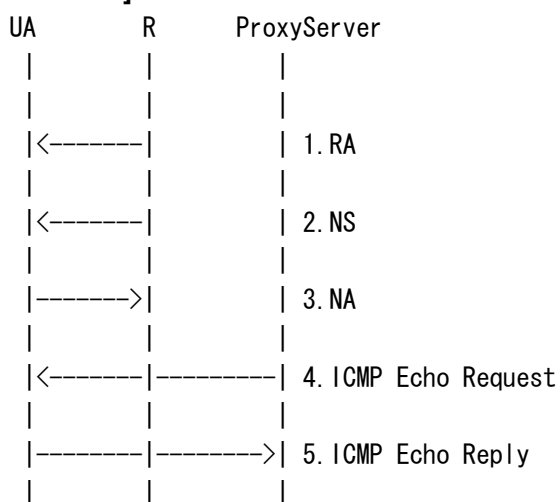 ]
UA R ProxyServer
| | |
| | |
|<-------| | 1.RA
| | |
|<-------| | 2.NS
| | |
|------->| | 3.NA
| | |
|<-------|---------| 4.ICMP Echo Request
| | |
|--------|-------->| 5.ICMP Echo Reply
| | |